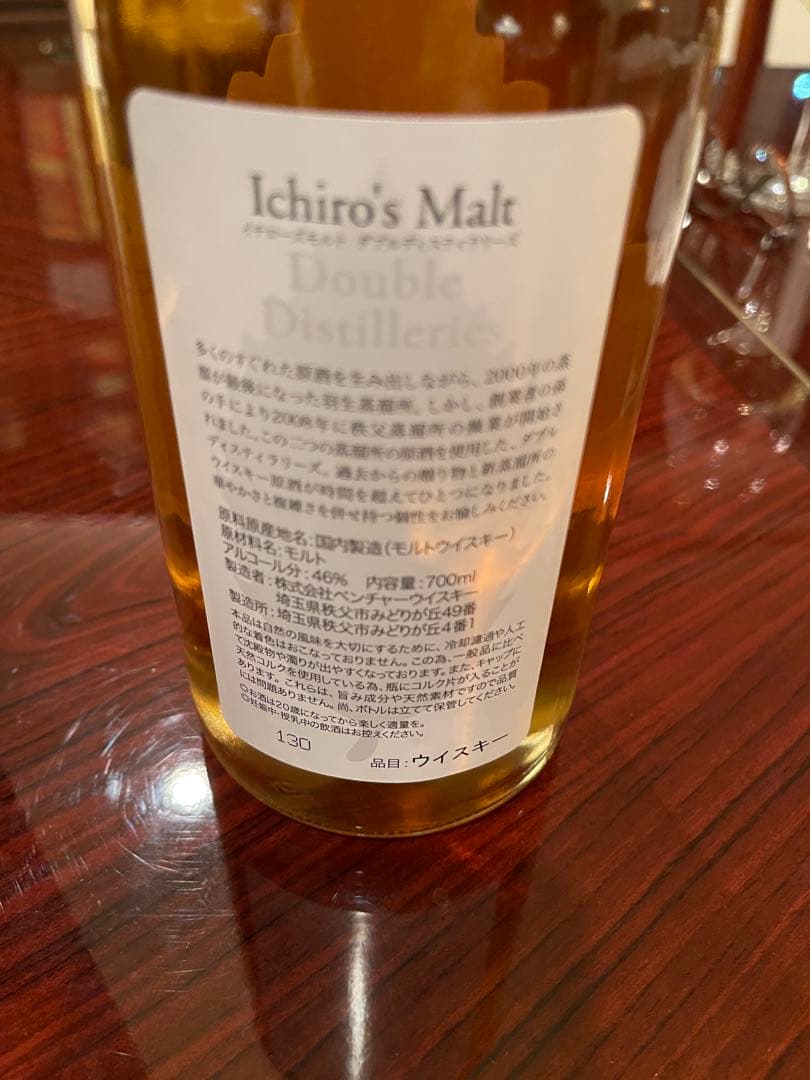 Ichiro's Malt
イチローズモルト ダブルディスティラリーズ
Double
Distilleries
多くのすぐれた原酒を生み出しながら、2000年の蒸
溜が最後になった羽生蒸溜所。しかし、創業者の孫
の手により2008年に秩父蒸溜所の操業が開始さ
れました。この二つの蒸溜所の原酒を使用した、ダブル
ディスティラリーズ。過去からの贈り物と新蒸溜所の
ウイスキー原酒が時間を超えてひとつになりました。
華やかさと複雑さを併せ持つ個性をお愉しみください。
原料原産地名：国内製造（モルトウイスキー）
原材料名：モルト
アルコール分：46% 内容量：700ml
製造者：株式会社ベンチャーウイスキー
埼玉県秩父市みどりが丘49番
製造所：埼玉県秩父市みどりが丘4番1
本品は自然の風味を大切にするために、冷却濾過や人工
的な着色はおこなっておりません。この為、一般品に比べ
て沈殿物や濁りが出やすくなっております。また、キャップに
天然コルクを使用している為、瓶にコルク片が入ることが
あります。これらは、旨み成分や天然素材ですので品質
には問題ありません。尚、ボトルは立てて保管してください。
◎お酒は20歳になってから楽しく適量を。
◎妊娠中・授乳中の飲酒はお控えください。
130
品目：ウイスキー